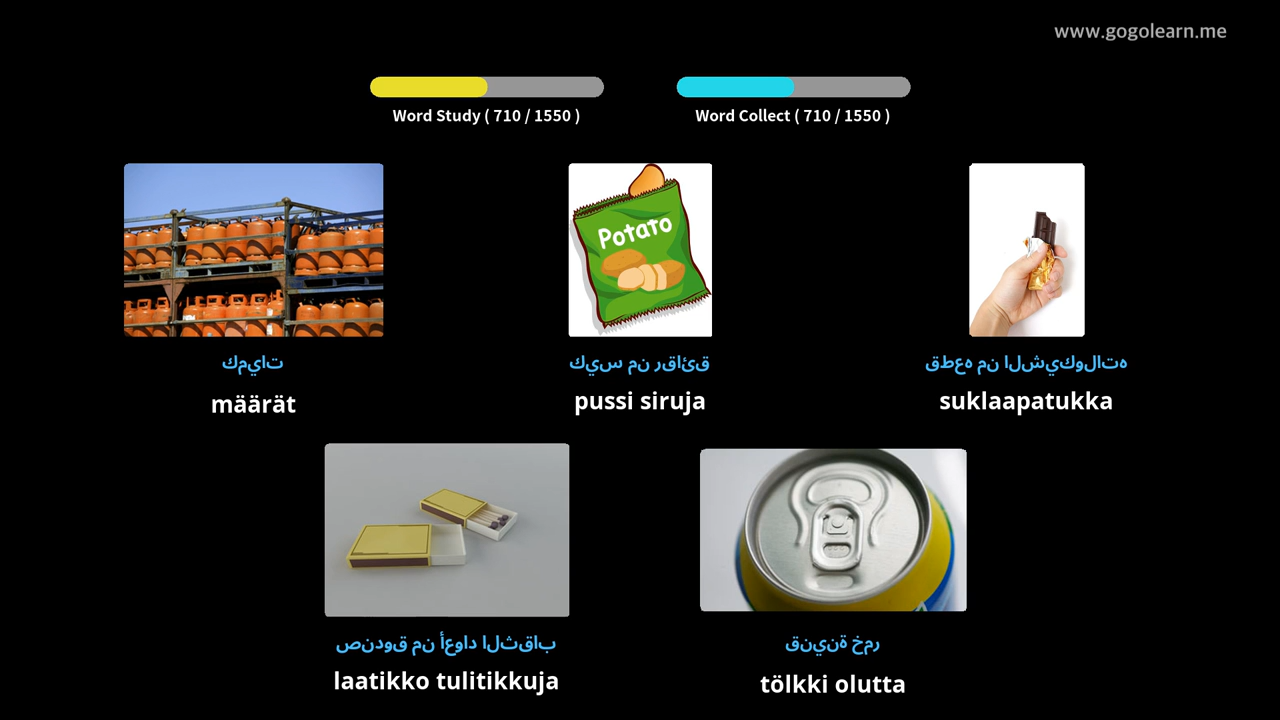 www.gogolearn.me
Word Study ( 710 / 1550 )
Word Collect ( 710 / 1550 )
كميات
määrät
كيس من رقائق
pussi siruja
قطعه من الشيكولاته
suklaapatukka
Potato
صندوق من أعواد الثقاب
laatikko tulitikkuja
قنينة خمر
tölkki olutta